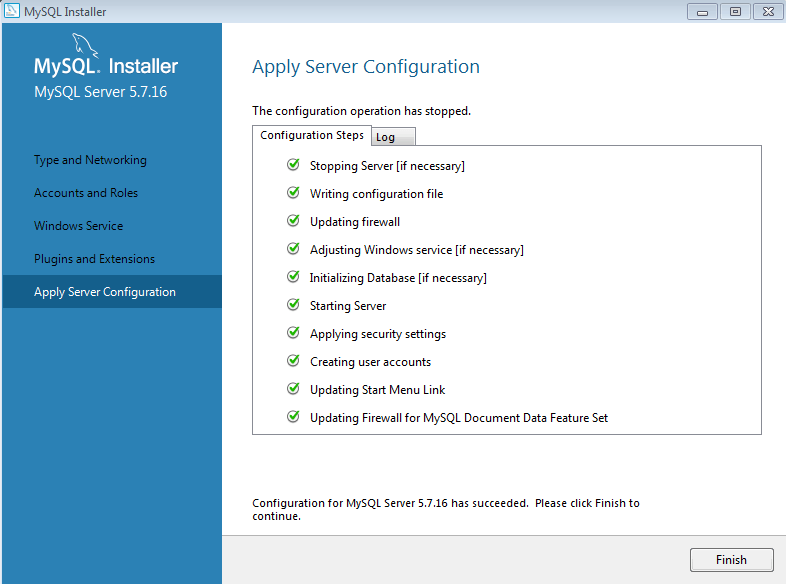 MySQL Installer
MySQL. Installer
MySQL Server 5.7.16
Type and Networking
Accounts and Roles
Windows Service
Plugins and Extensions
Apply Server Configuration
Apply Server Configuration
The configuration operation has stopped.
Configuration Steps
Log
Stopping Server [if necessary]
Writing configuration file
Updating firewall
Adjusting Windows service [if necessary]
Initializing Database [if necessary]
Starting Server
Applying security settings
Creating user accounts
Updating Start Menu Link
Updating Firewall for MySQL Document Data Feature Set
Configuration for MySQL Server 5.7.16 has succeeded. Please click Finish to
continue.
Finish